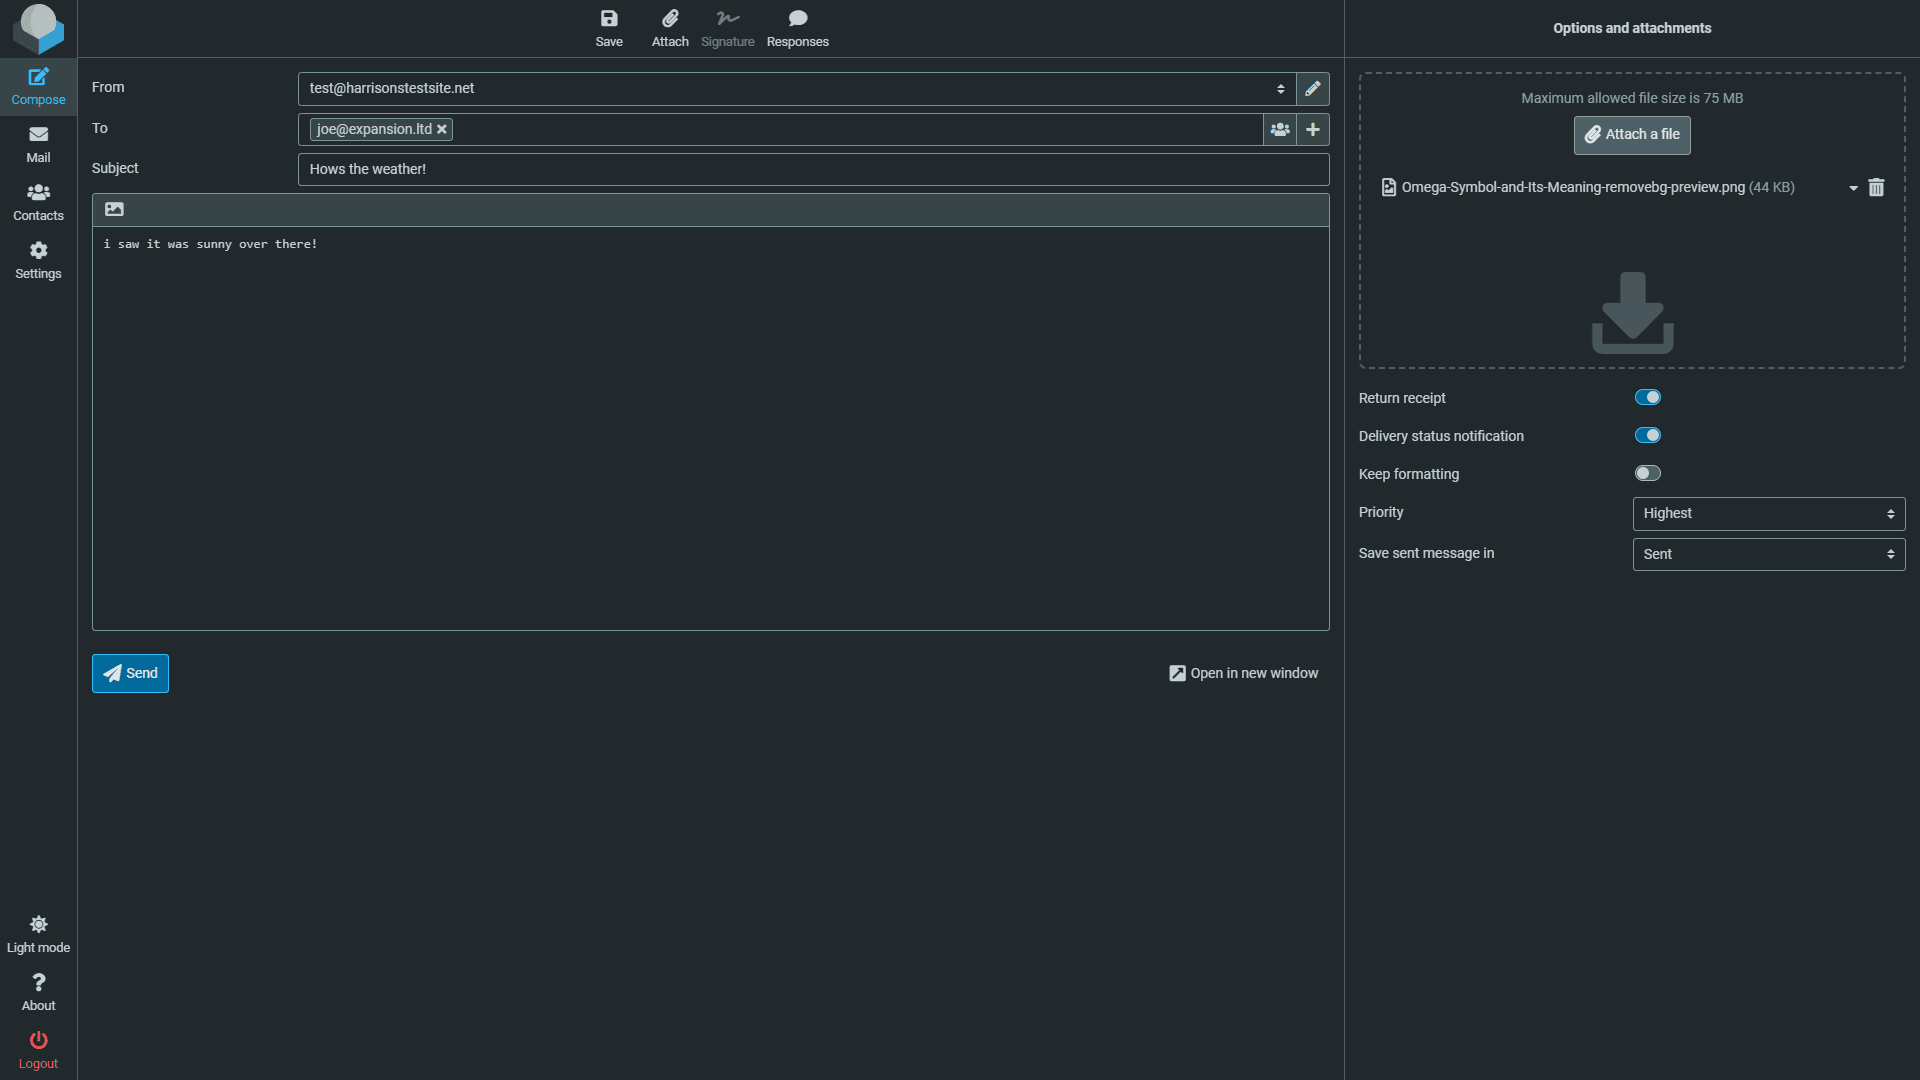 Save
Attach
Signature
Responses
Options and attachments
Compose
Mail
Contacts
Settings
Light mode
About
Logout
From
test@harrisonstestsite.net
To
joe@expansion.ltd
Subject
Hows the weather!
i saw it was sunny over there!
Send
Open in new window
Maximum allowed file size is 75 MB
Attach a file
Omega-Symbol-and-Its-Meaning-removebg-preview.png (44 KB)
Return receipt
Delivery status notification
Keep formatting
Priority
Highest
Save sent message in
Sent